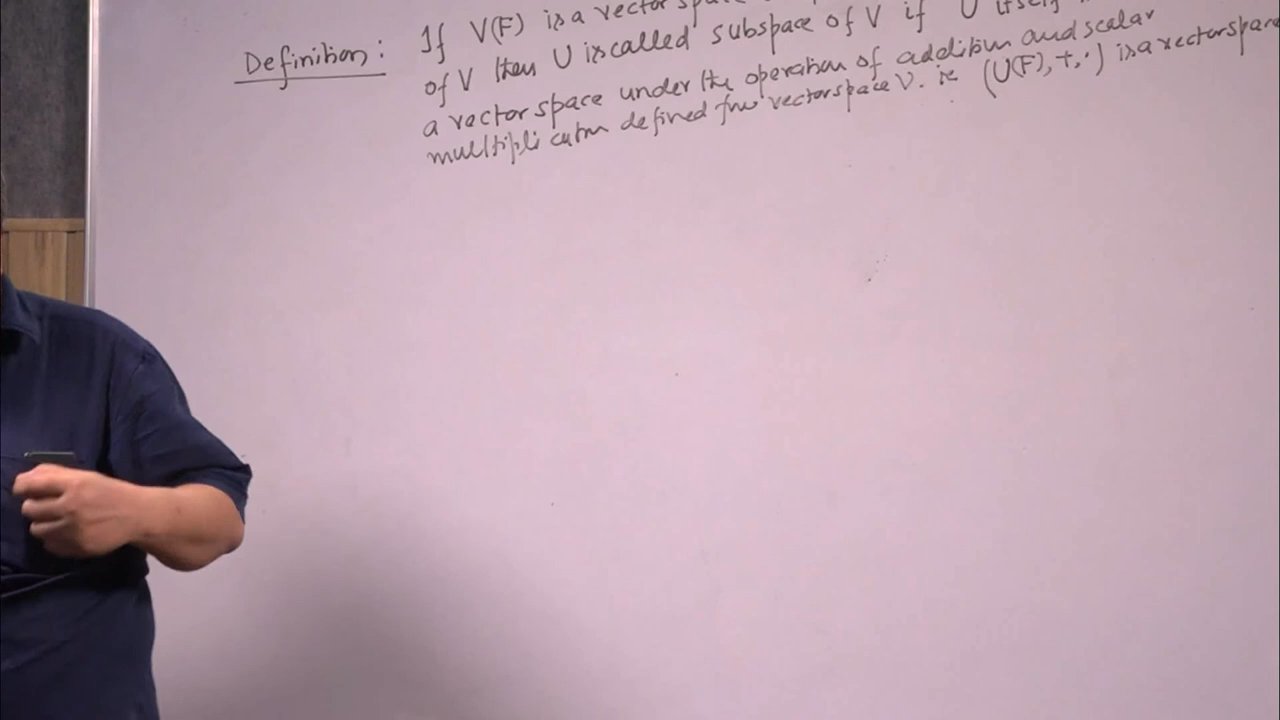 Definition: If V(F) is a vector space
of V then U is called subspace of V if U itself
a vector space under the operation of addition and scalar
multiplication defined for vector space V. ie (U(F), +, ·) is a vector space